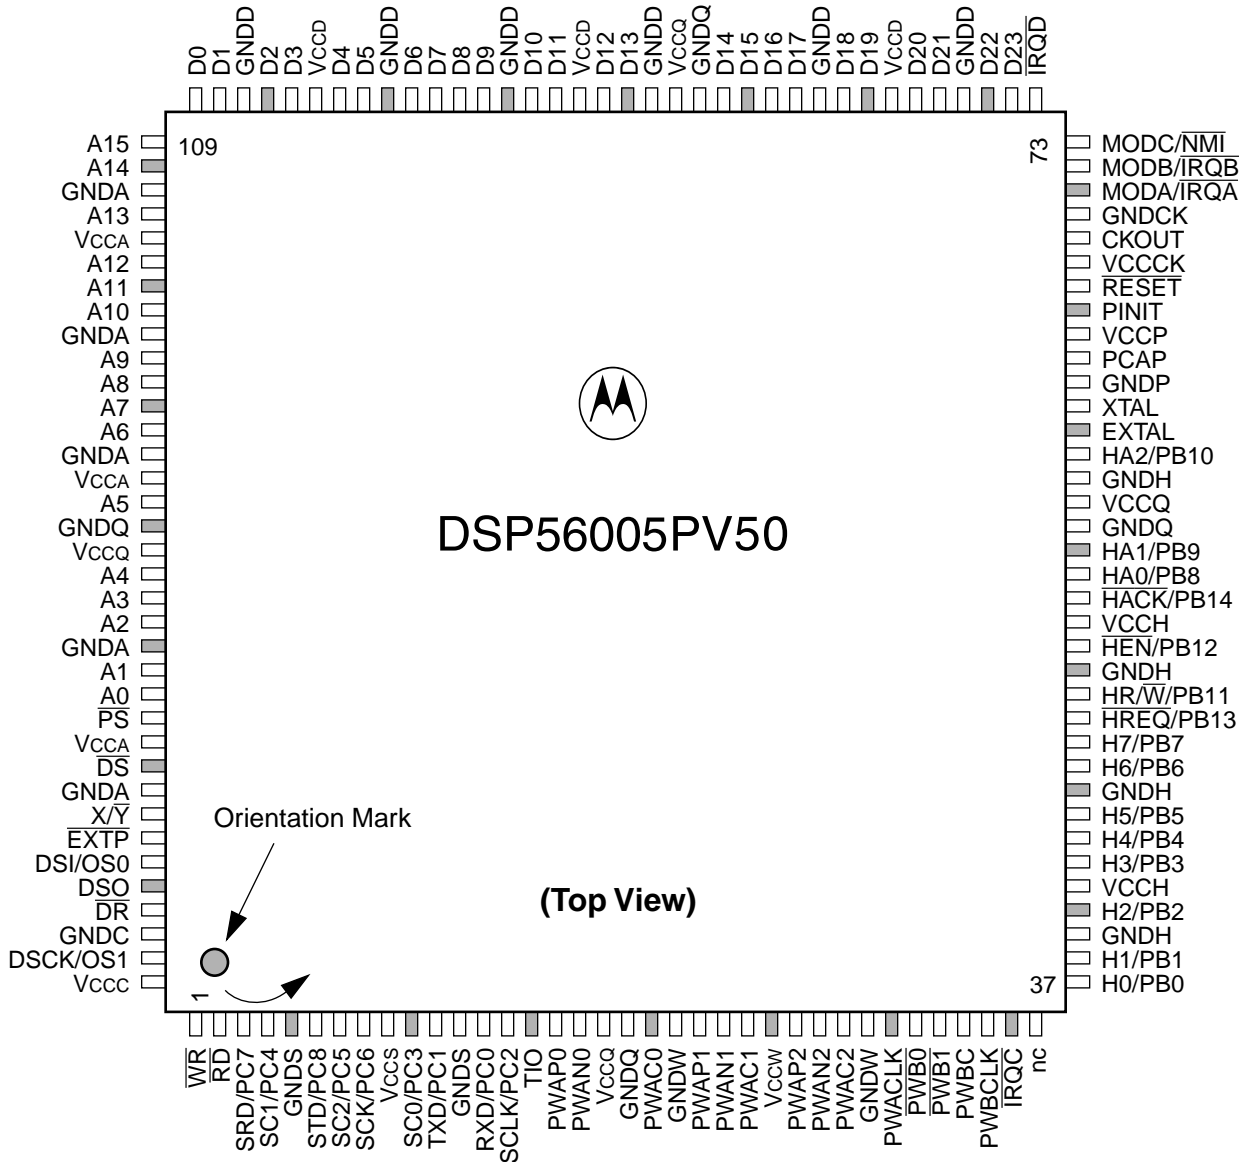 D0
D1
GNDD
D2
D3
VCCD
D4
D5
GNDD
D6
D7
D8
D9
GNDD
D10
D11
VCCD
D12
D13
GNDD
VCCQ
GNDQ
D14
D15
D16
D17
GNDD
D18
D19
VCCD
D20
D21
GNDD
D22
D23
IRQD
A15
A14
GNDA
A13
VCCA
A12
A11
A10
GNDA
A9
A8
A7
A6
GNDA
VCCA
A5
GNDQ
VCCQ
A4
A3
A2
GNDA
A1
A0
PS
VCCA
DS
GNDA
X/Y
EXTP
DSI/OS0
DSO
DR
GNDC
DSCK/OS1
VCCC
109
73
DSP56005PV50
Orientation Mark
(Top View)
1
37
MODC/NMI
MODB/IRQB
MODA/IRQA
GNDCK
CKOUT
VCCCK
RESET
PINIT
VCCP
PCAP
GNDP
XTAL
EXTAL
HA2/PB10
GNDH
VCCQ
GNDQ
HA1/PB9
HA0/PB8
HACK/PB14
VCCH
HEN/PB12
GNDH
HR/W/PB11
HREQ/PB13
H7/PB7
H6/PB6
GNDH
H5/PB5
H4/PB4
H3/PB3
VCCH
H2/PB2
GNDH
H1/PB1
H0/PB0
WR
RD
SRD/PC7
SC1/PC4
GNDS
STD/PC8
SC2/PC5
SCK/PC6
VCCS
SC0/PC3
TXD/PC1
GNDS
RXD/PC0
SCLK/PC2
TIO
PWAP0
PWAN0
VCCQ
GNDQ
PWAC0
GNDW
PWAP1
PWAN1
PWAC1
VCCW
PWAP2
PWAN2
PWAC2
GNDW
PWACLK
PWB0
PWB1
PWBC
PWBCLK
IRQC
nc